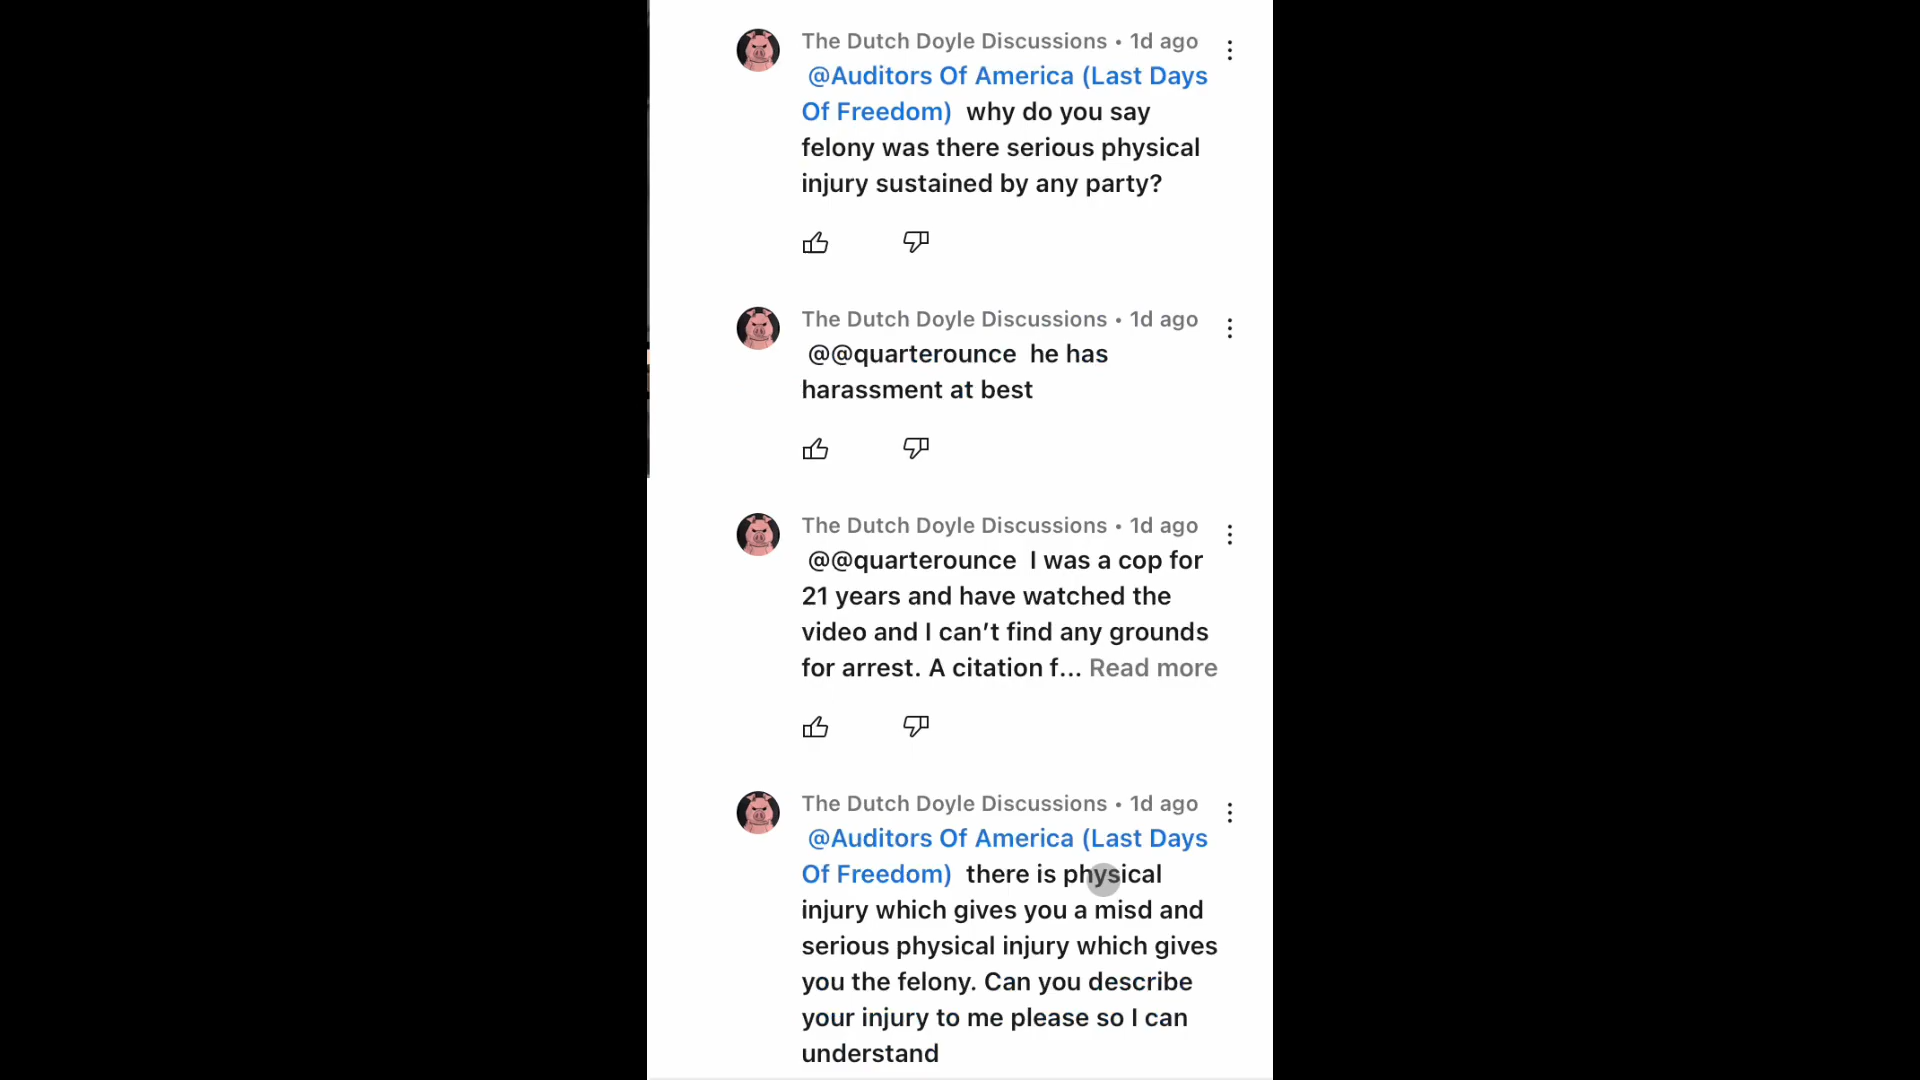 The Dutch Doyle Discussions • 1d ago
@Auditors Of America (Last Days
Of Freedom) why do you say
felony was there serious physical
injury sustained by any party?
The Dutch Doyle Discussions • 1d ago
@@quarterounce he has
harassment at best
The Dutch Doyle Discussions • 1d ago
@@quarterounce I was a cop for
21 years and have watched the
video and I can’t find any grounds
for arrest. A citation f... Read more
The Dutch Doyle Discussions • 1d ago
@Auditors Of America (Last Days
Of Freedom) there is physical
injury which gives you a misd and
serious physical injury which gives
you the felony. Can you describe
your injury to me please so I can
understand